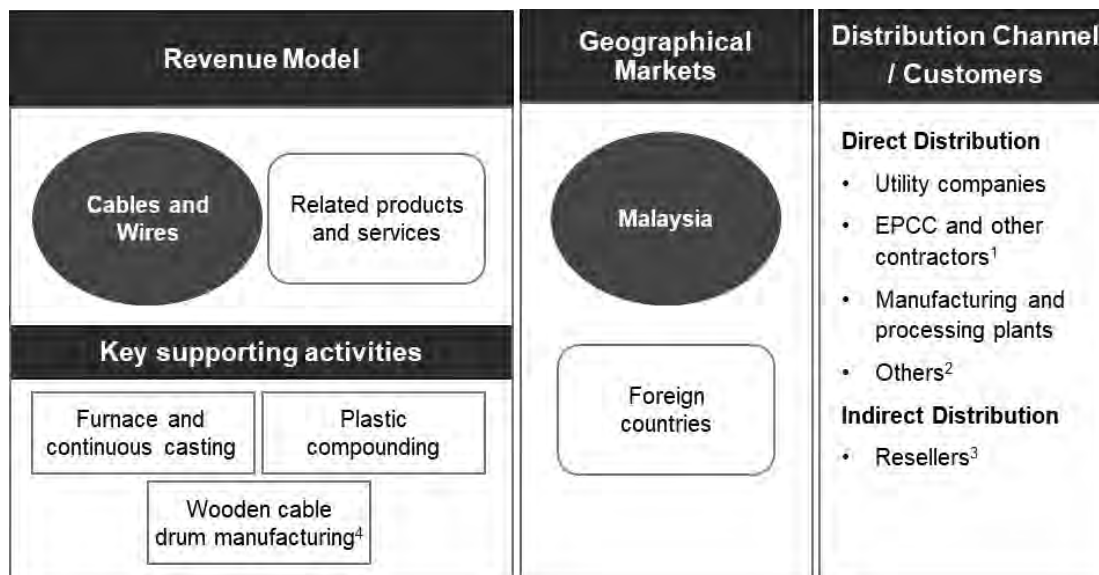 Revenue Model
Cables and
Wires
Related products
and services
Key supporting activities
Furnace and
continuous casting
Plastic
compounding
Wooden cable
drum manufacturing⁴
Geographical
Markets
Malaysia
Foreign
countries
Distribution Channel
/ Customers
Direct Distribution
• Utility companies
• EPCC and other
contractors¹
• Manufacturing and
processing plants
• Others²
Indirect Distribution
• Resellers³